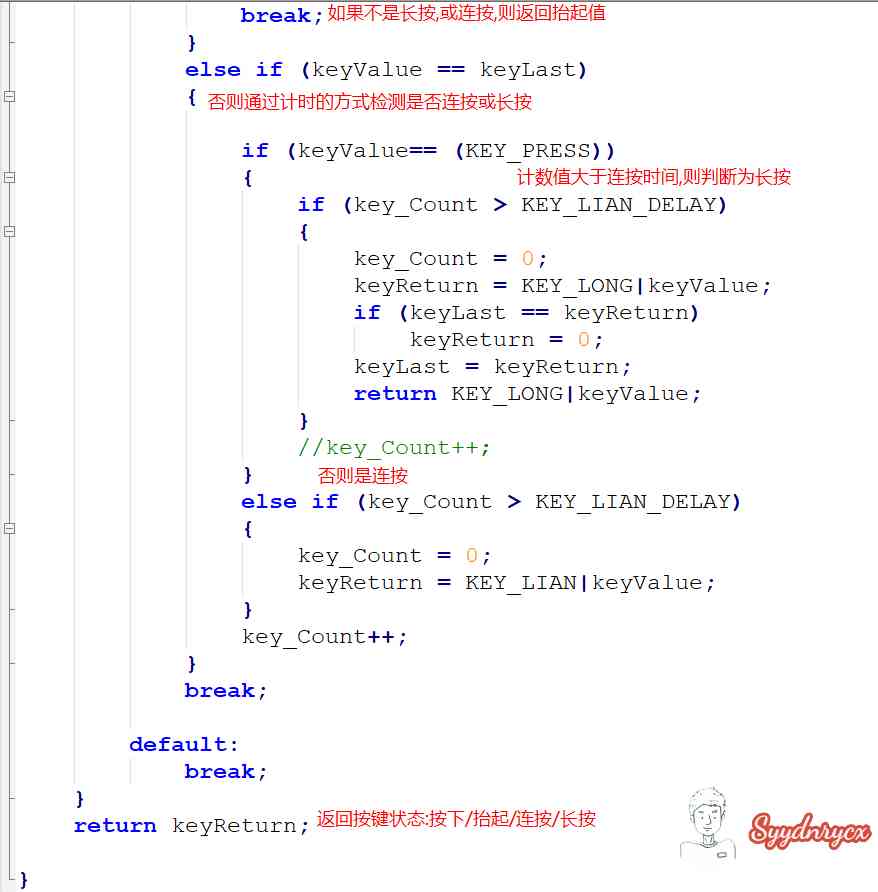 break; 如果不是长按,或连按,则返回抬起值
}
else if (keyValue == keyLast)
{ 否则通过计时的方式检测是否连按或长按
if (keyValue== (KEY_PRESS))
{ 计数值大于连按时间,则判断为长按
if (key_Count > KEY_LIAN_DELAY)
{
key_Count = 0;
keyReturn = KEY_LONG|keyValue;
if (keyLast == keyReturn)
keyReturn = 0;
keyLast = keyReturn;
return KEY_LONG|keyValue;
}
//key_Count++;
} 否则是连按
else if (key_Count > KEY_LIAN_DELAY)
{
key_Count = 0;
keyReturn = KEY_LIAN|keyValue;
}
key_Count++;
}
break;
default:
break;
}
return keyReturn; 返回按键状态:按下/抬起/连按/长按
Syydnrycx
}